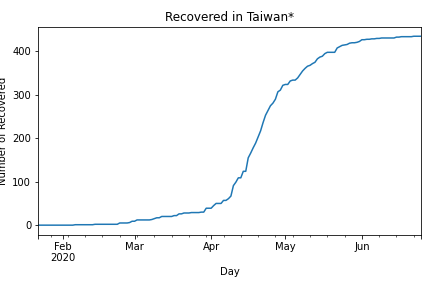 Recovered in Taiwan*
Number of Recovered
400
300
200
100
0
Feb
2020
Mar
Apr
May
Jun
Day